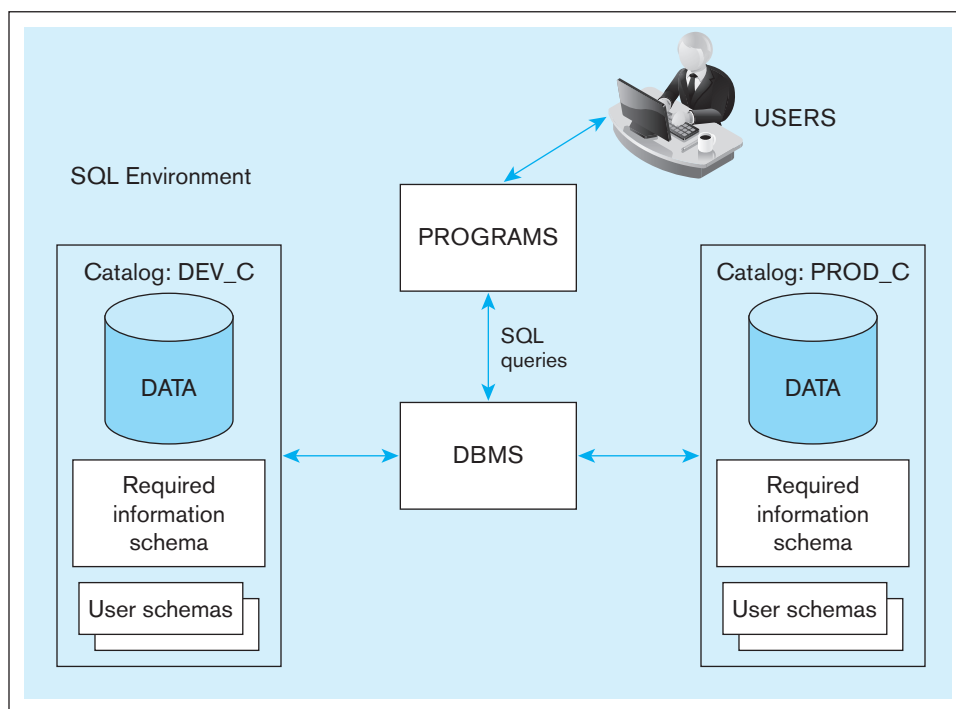 USERS
SQL Environment
PROGRAMS
Catalog: DEV_C
DATA
Required
information
schema
User schemas
SQL
queries
DBMS
Catalog: PROD_C
DATA
Required
information
schema
User schemas